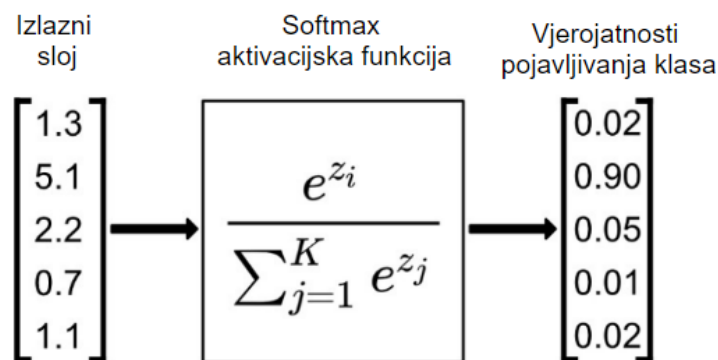 Izlazni
sloj
Softmax
aktivacijska funkcija
Vjerojatnosti
pojavljivanja klasa
1.3
5.1
2.2
0.7
1.1
e^{z_i}
∑_{j=1}^{K} e^{z_j}
0.02
0.90
0.05
0.01
0.02